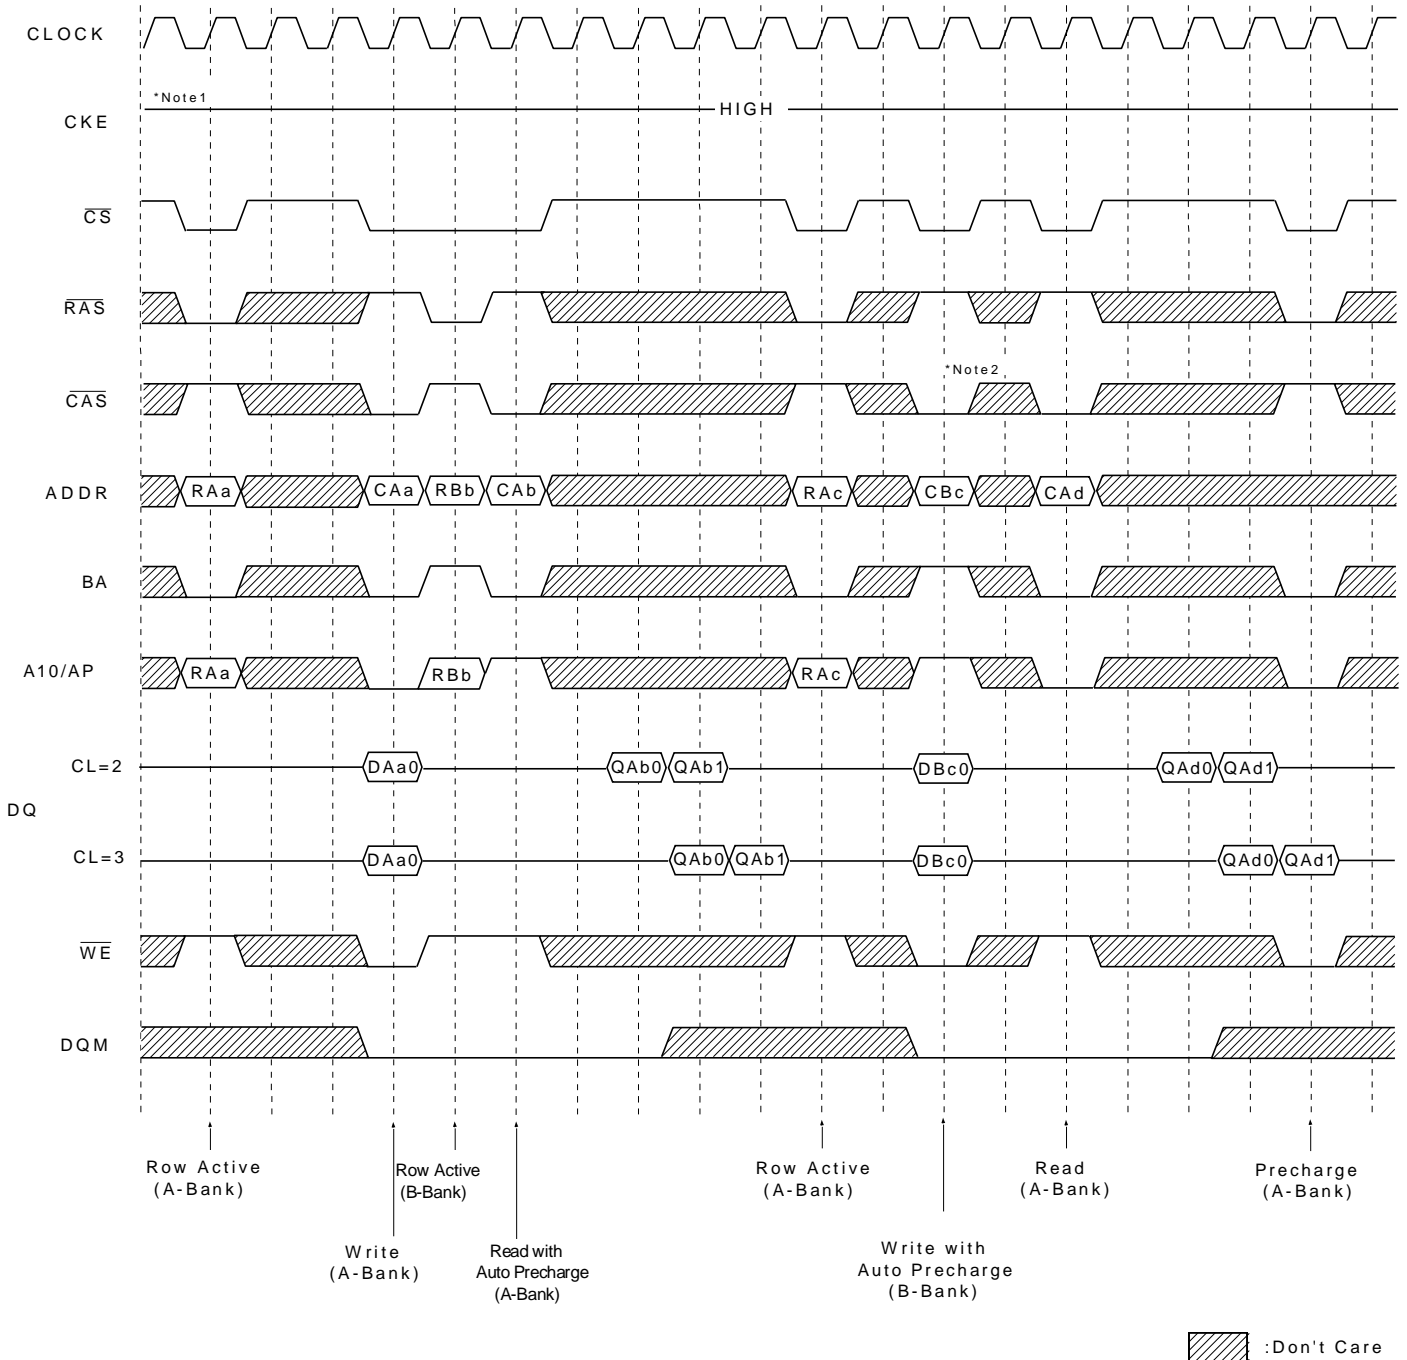 CLOCK
*Note1
CKE
HIGH
CS
RAS
CAS
*Note2
ADDR
RAa
CAa
RBb
CAb
RAc
CBc
CAd
BA
A10/AP
RAa
RBb
RAc
CL=2
DAa0
QAb0
QAb1
DBc0
QAd0
QAd1
DQ
CL=3
DAa0
QAb0
QAb1
DBc0
QAd0
QAd1
WE
DQM
Row Active
(A-Bank)
Row Active
(B-Bank)
Row Active
(A-Bank)
Read
(A-Bank)
Precharge
(A-Bank)
Write
(A-Bank)
Read with
Auto Precharge
(A-Bank)
Write with
Auto Precharge
(B-Bank)
:Don't Care